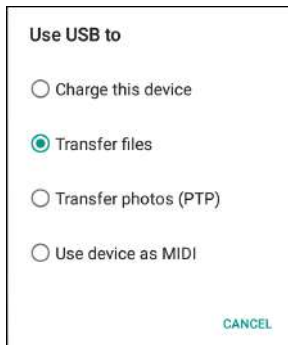 Use USB to
Charge this device
Transfer files
Transfer photos (PTP)
Use device as MIDI
CANCEL